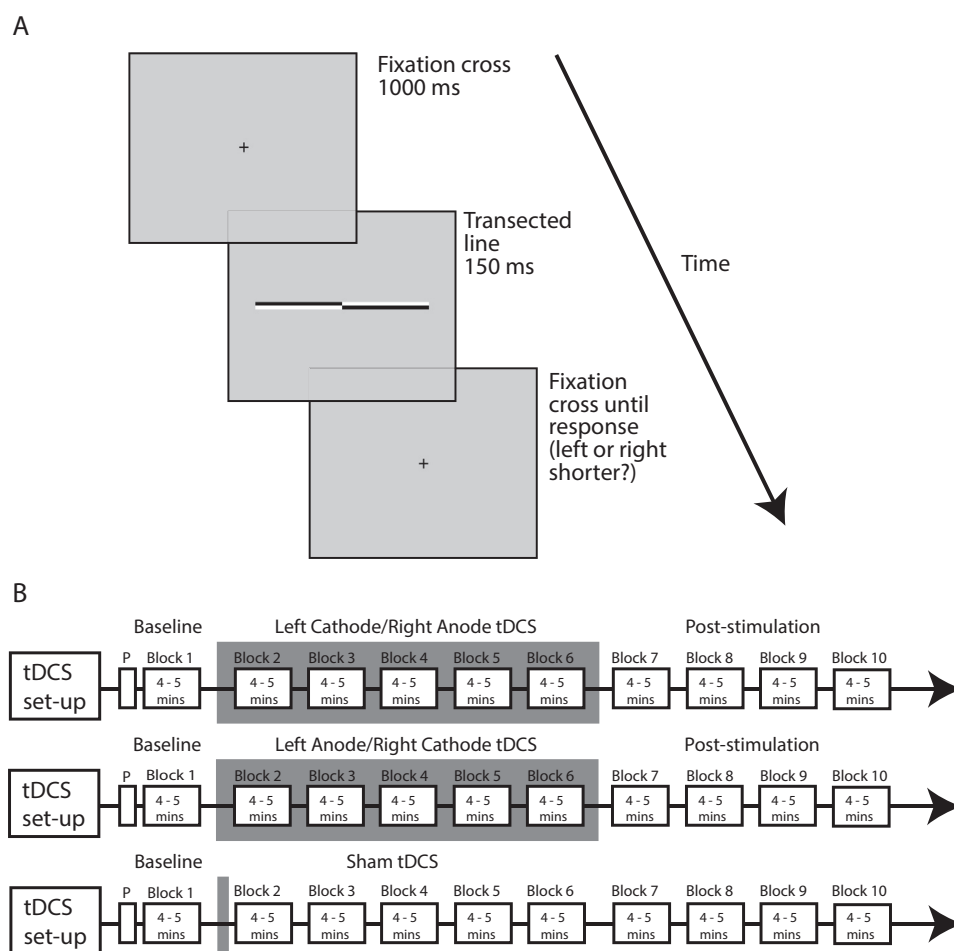 A
Fixation cross
1000 ms
Transected
line
150 ms
Time
Fixation
cross until
response
(left or right
shorter?)
B
Baseline Left Cathode/Right Anode tDCS Post-stimulation
P Block 1 Block 2 Block 3 Block 4 Block 5 Block 6 Block 7 Block 8 Block 9 Block 10
tDCS 4 - 5 4 - 5 4 - 5 4 - 5 4 - 5 4 - 5 4 - 5 4 - 5 4 - 5 4 - 5
set-up mins mins mins mins mins mins mins mins mins mins
Baseline Left Anode/Right Cathode tDCS Post-stimulation
P Block 1 Block 2 Block 3 Block 4 Block 5 Block 6 Block 7 Block 8 Block 9 Block 10
tDCS 4 - 5 4 - 5 4 - 5 4 - 5 4 - 5 4 - 5 4 - 5 4 - 5 4 - 5 4 - 5
set-up mins mins mins mins mins mins mins mins mins mins
Baseline Sham tDCS
P Block 1 Block 2 Block 3 Block 4 Block 5 Block 6 Block 7 Block 8 Block 9 Block 10
tDCS 4 - 5 4 - 5 4 - 5 4 - 5 4 - 5 4 - 5 4 - 5 4 - 5 4 - 5 4 - 5
set-up mins mins mins mins mins mins mins mins mins mins